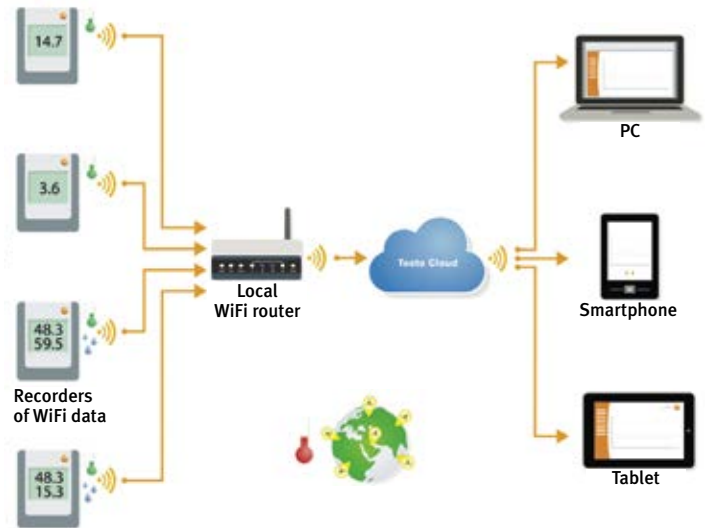 14.7
3.6
48.3
59.5
Recorders
of WiFi data
48.3
15.3
Local
WiFi router
Testo Cloud
PC
Smartphone
Tablet